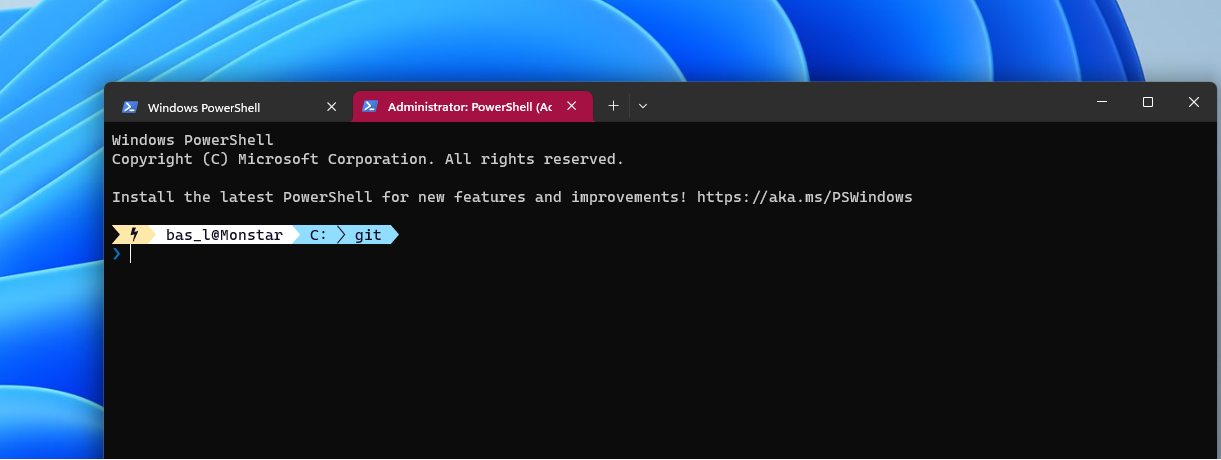 Windows PowerShell
Administrator: PowerShell (Ac
Windows PowerShell
Copyright (C) Microsoft Corporation. All rights reserved.
Install the latest PowerShell for new features and improvements! https://aka.ms/PSWindows
bas_l@Monstar C: git
❯